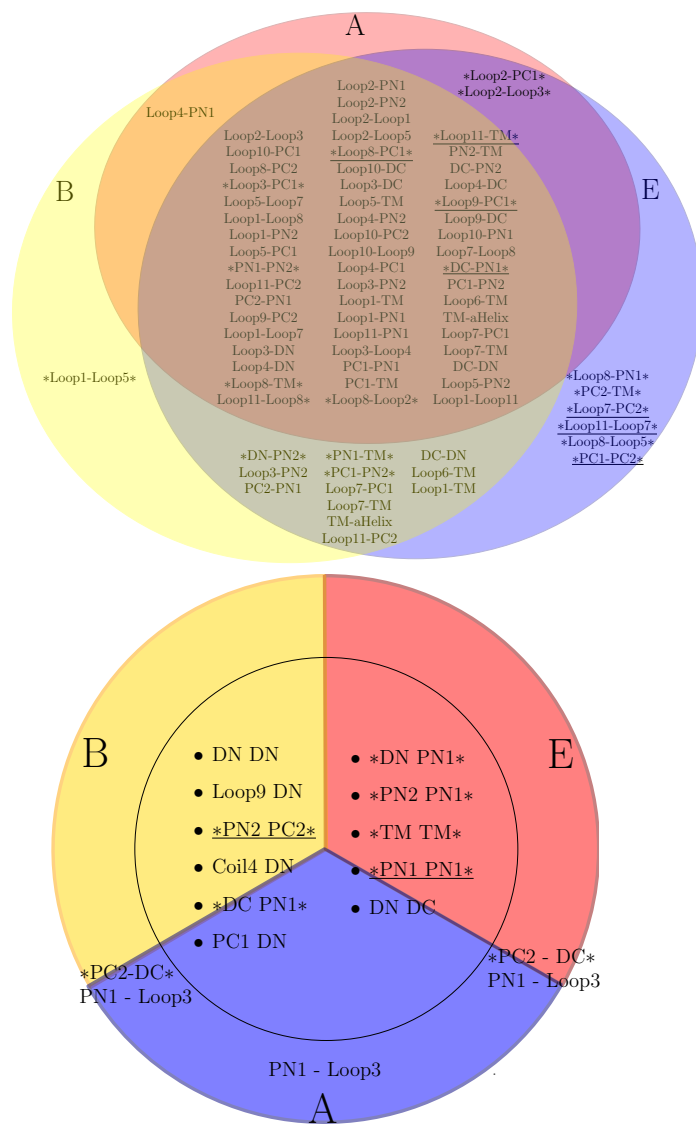 A
*Loop2-PC1*
*Loop2-Loop3*
Loop4-PN1
B
E
Loop2-PN1
Loop2-PN2
Loop2-Loop1
Loop2-Loop3 Loop2-Loop5 *Loop11-TM*
Loop10-PC1 *Loop8-PC1* PN2-TM
Loop8-PC2 Loop10-DC DC-PN2
*Loop3-PC1* Loop3-DC Loop4-DC
Loop5-Loop7 Loop5-TM *Loop9-PC1*
Loop1-Loop8 Loop4-PN2 Loop9-DC
Loop1-PN2 Loop10-PC2 Loop10-PN1
Loop5-PC1 Loop10-Loop9 Loop7-Loop8
*PN1-PN2* Loop4-PC1 *DC-PN1*
Loop11-PC2 Loop3-PN2 PC1-PN2
PC2-PN1 Loop1-TM Loop6-TM
Loop9-PC2 Loop1-PN1 TM-aHelix
Loop1-Loop7 Loop11-PN1 Loop7-PC1
Loop3-DN Loop3-Loop4 Loop7-TM
Loop4-DN PC1-PN1 DC-DN
*Loop8-TM* PC1-TM Loop5-PN2
Loop11-Loop8* *Loop8-Loop2* Loop1-Loop11
*Loop1-Loop5*
*Loop8-PN1*
*PC2-TM*
*Loop7-PC2*
*Loop11-Loop7*
*Loop8-Loop5*
*PC1-PC2*
*DN-PN2* *PN1-TM* DC-DN
Loop3-PN2 *PC1-PN2* Loop6-TM
PC2-PN1 Loop7-PC1 Loop1-TM
Loop7-TM
TM-aHelix
Loop11-PC2
B
E
• DN DN
• Loop9 DN
• *PN2 PC2*
• Coil4 DN
• *DC PN1*
• PC1 DN
• *DN PN1*
• *PN2 PN1*
• *TM TM*
• *PN1 PN1*
• DN DC
*PC2-DC*
PN1 - Loop3
*PC2 - DC*
PN1 - Loop3
PN1 - Loop3
A
.